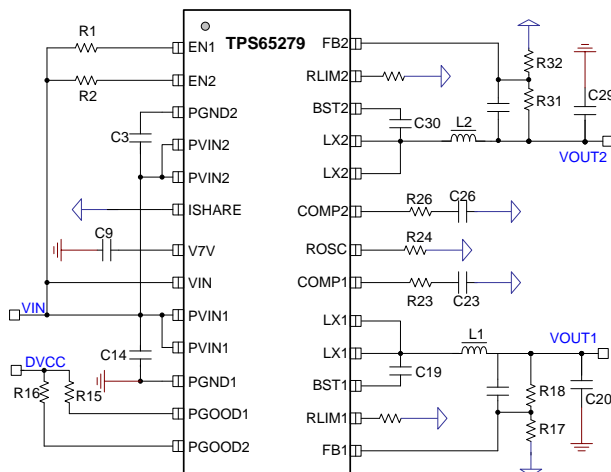 TPS65279
R1
EN1
R2
EN2
PGND2
C3
PVIN2
PVIN2
ISHARE
C9
V7V
VIN
VIN
PVIN1
PVIN1
C14
DVCC
PGND1
R16
R15
PGOOD1
PGOOD2
FB2
R32
RLIM2
R31
C29
BST2
C30
L2
LX2
VOUT2
LX2
R26
C26
COMP2
ROSC
R24
COMP1
R23
C23
LX1
L1
VOUT1
LX1
C19
BST1
R18
C20
RLIM1
R17
FB1